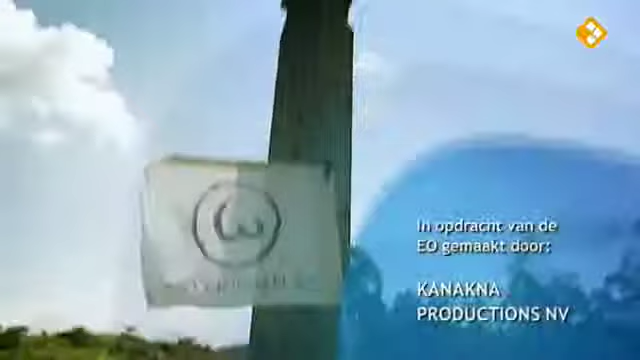 In opdracht van de
EO gemaakt door:
KANAKNA
PRODUCTIONS NV